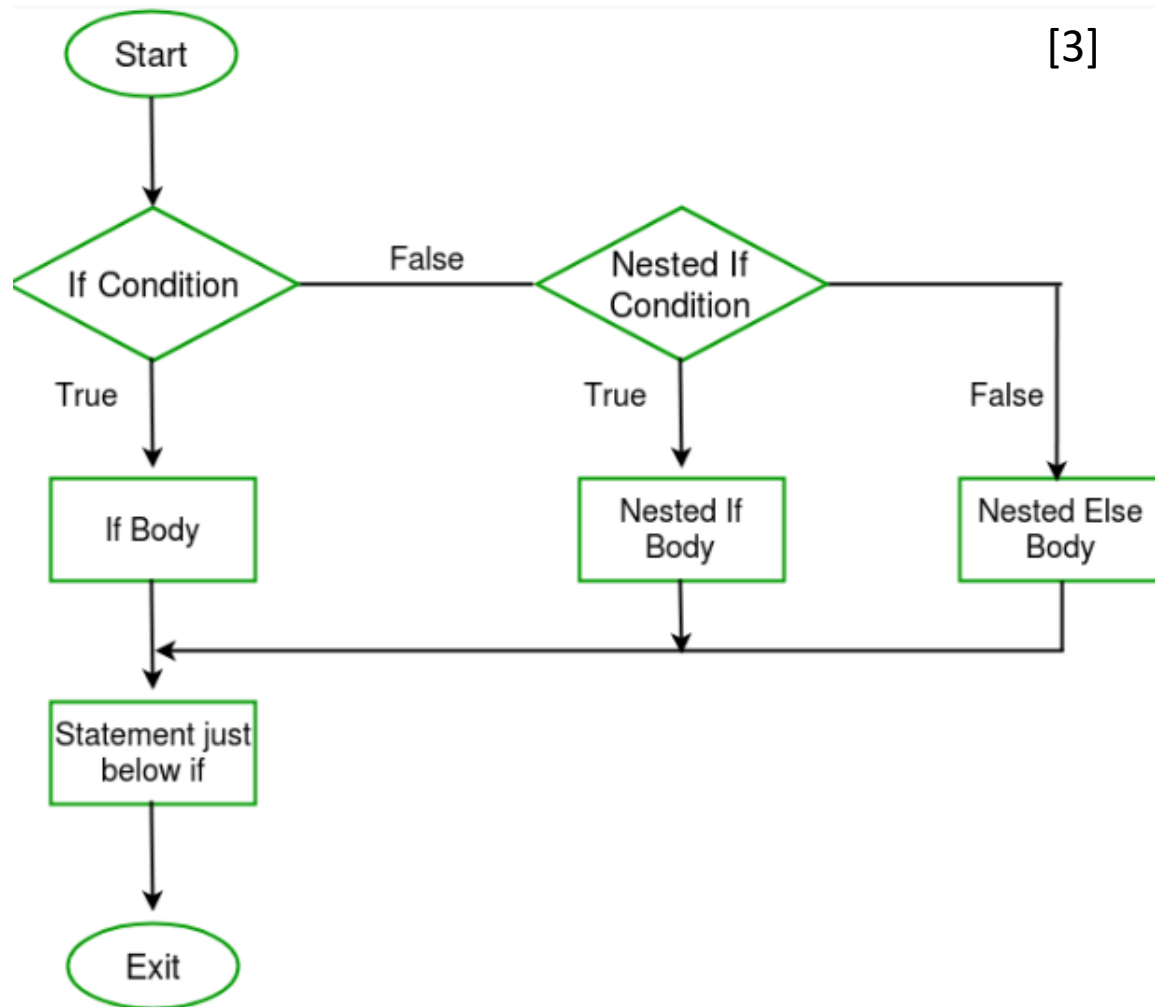 Start
[3]
If Condition
False
Nested If
Condition
True
True
False
If Body
Nested If
Body
Nested Else
Body
Statement just
below if
Exit